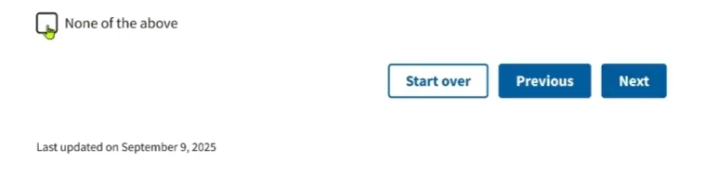 None of the above
Start over Previous Next
Last updated on September 9, 2025